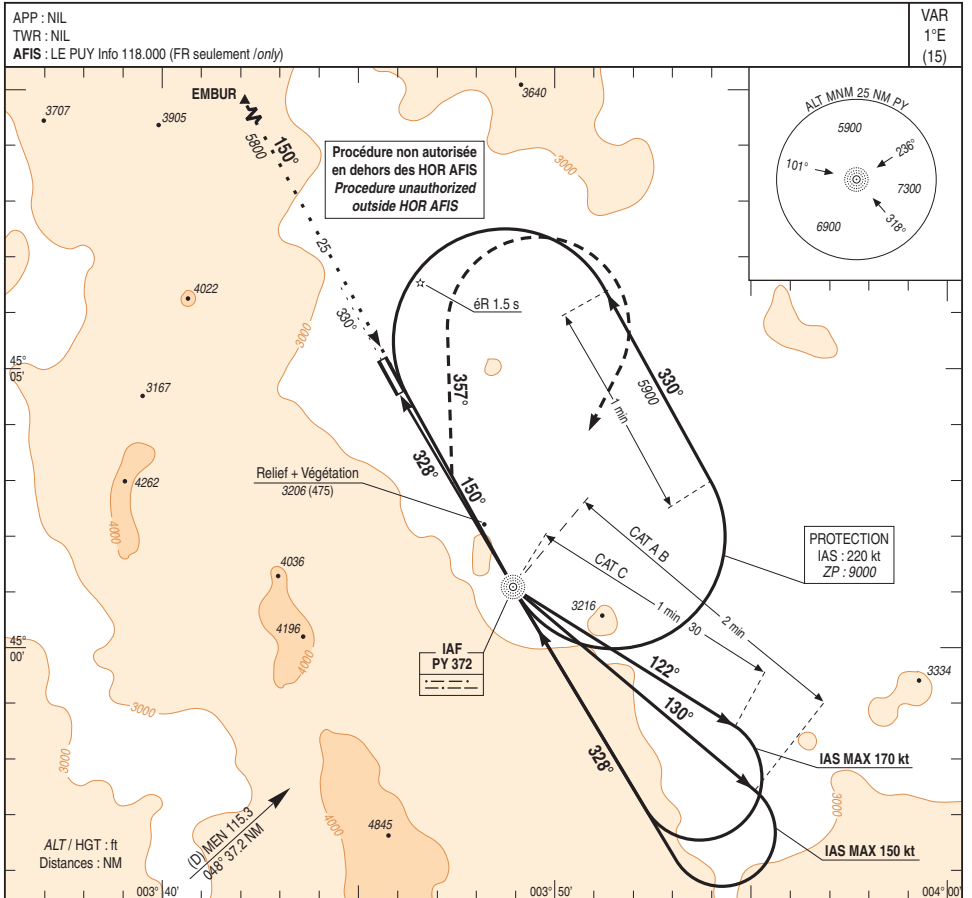 APP : NIL
TWR : NIL
AFIS : LE PUY Info 118.000 (FR seulement /only)
VAR
1°E
(15)
EMBUR
3707
3905
3640
150°
5800
25
330°
Procédure non autorisée
en dehors des HOR AFIS
Procedure unauthorized
outside HOR AFIS
3000
ALT MNM 25 NM PY
5900
236°
101°
7300
6900
318°
4022
3000
éR 1.5 s
45°
05'
3167
357°
330°
5900
1 min
328°
150°
Relief + Végétation
3206 (475)
4262
4000
CAT A B
CAT C
1 min 30
2 min
PROTECTION
IAS : 220 kt
ZP : 9000
4036
4196
4000
3216
45°
00'
IAF
PY 372
3334
122°
130°
328°
3000
3000
3000
IAS MAX 170 kt
IAS MAX 150 kt
4000
4845
(D) MEN 115.3
048° 37.2 NM
ALT / HGT : ft
Distances : NM
003° 40'
003° 50'
004° 00'